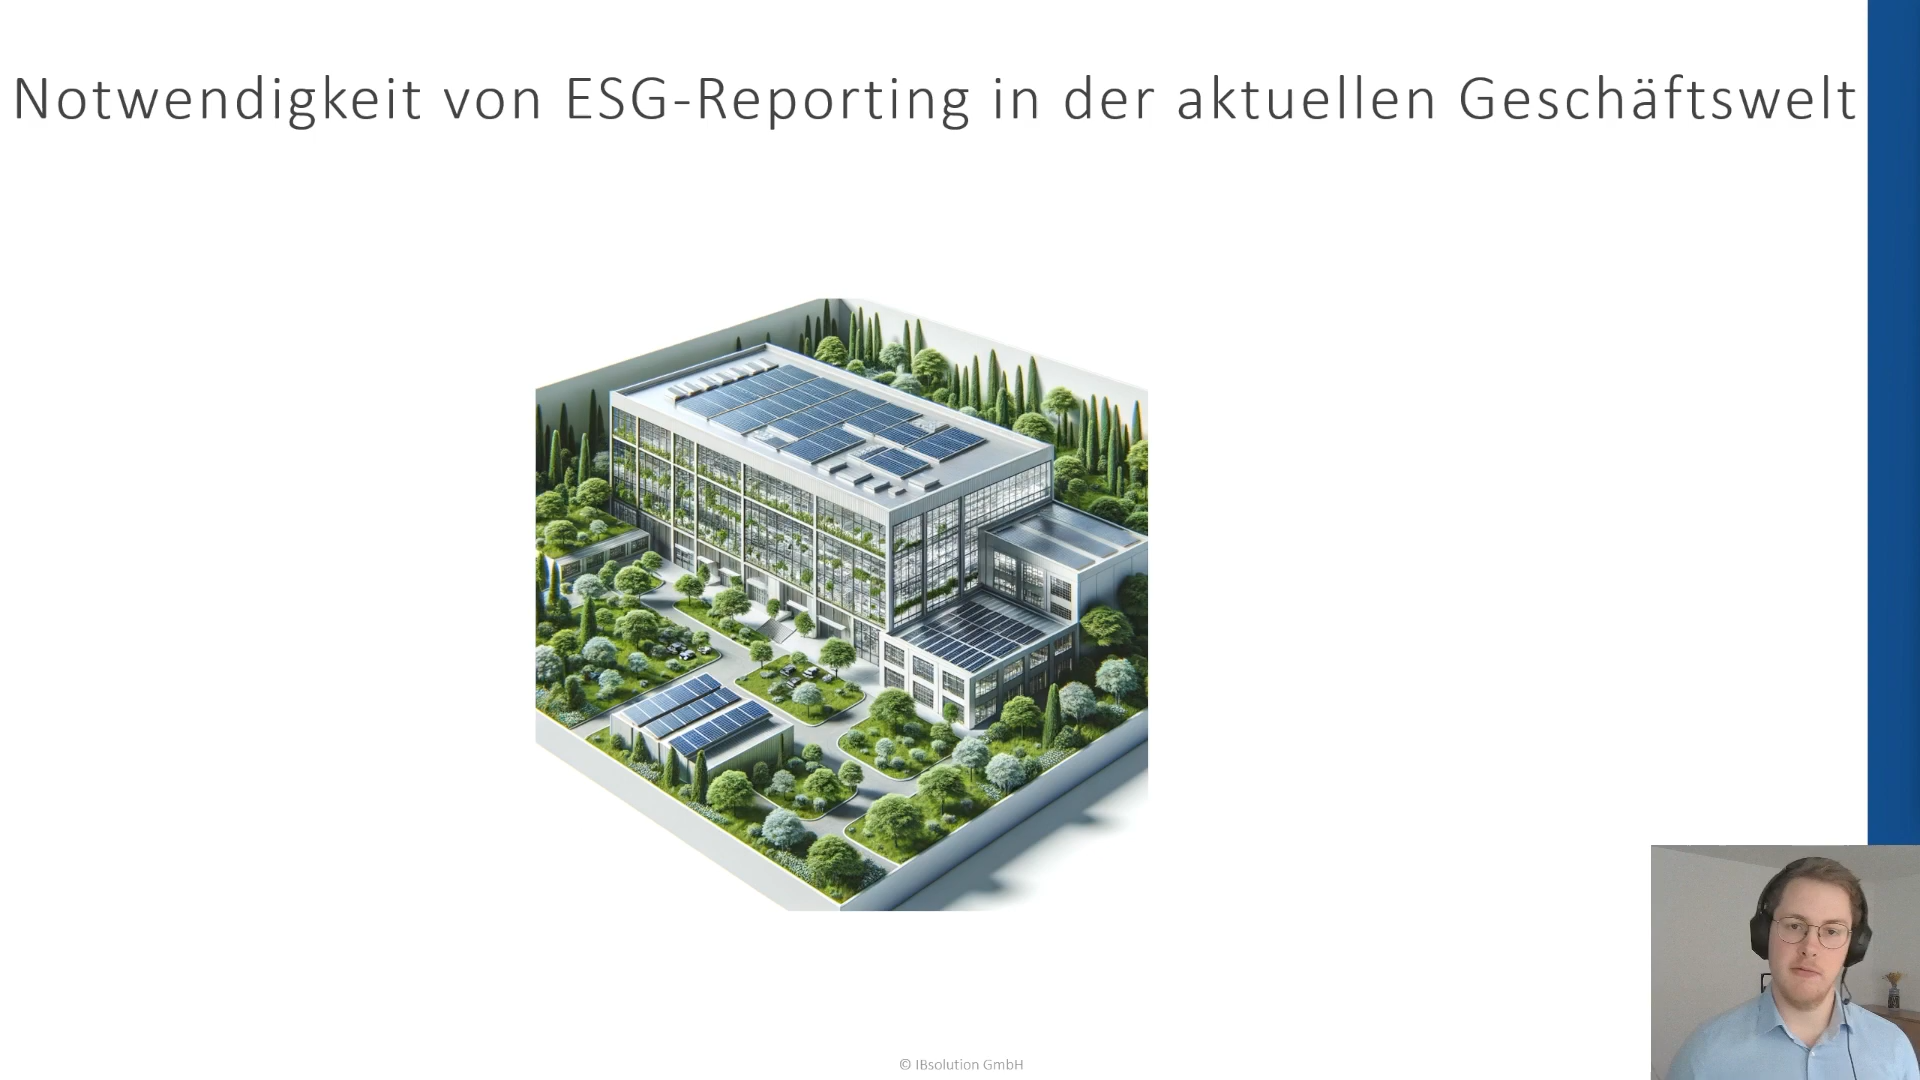 Notwendigkeit von ESG-Reporting in der aktuellen Geschäftswelt
© IBsolution GmbH